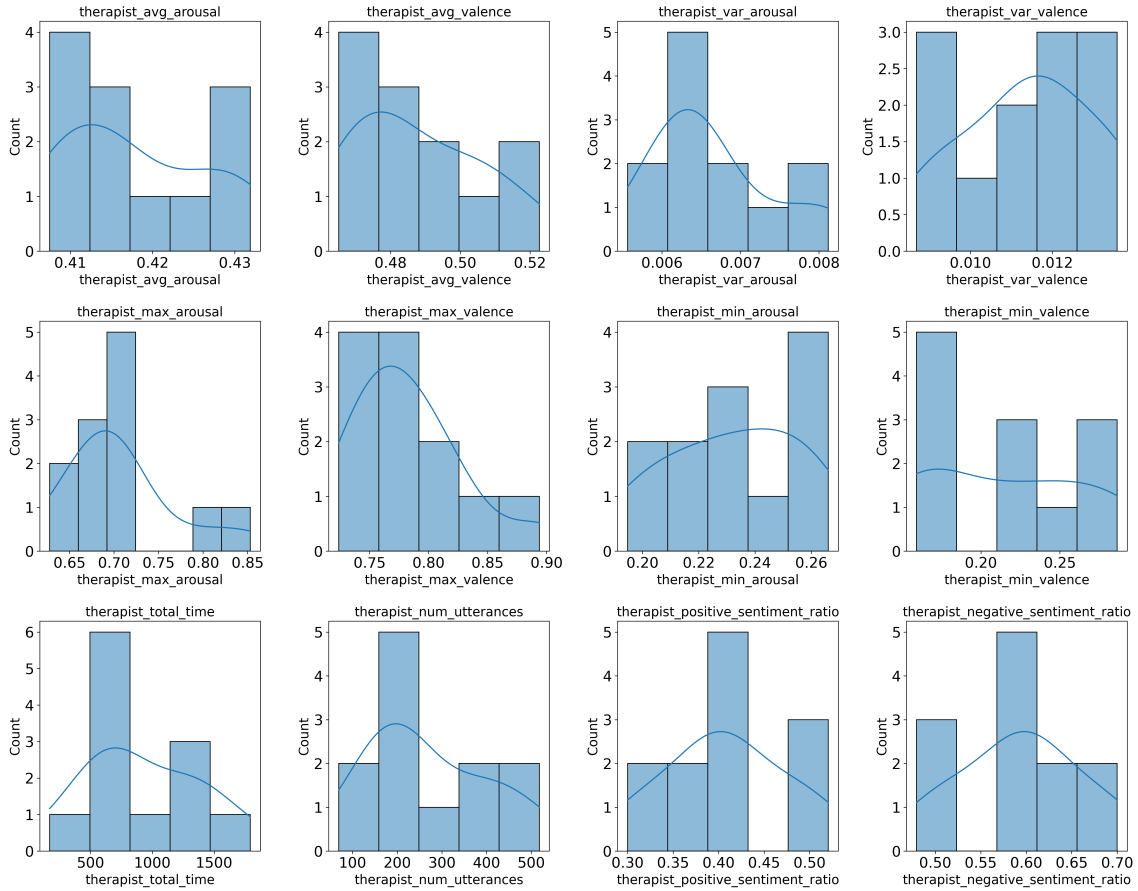 therapist_avg_arousal
Count
4
3
2
1
0
0.41 0.42 0.43
therapist_avg_arousal
therapist_avg_valence
Count
4
3
2
1
0
0.48 0.50 0.52
therapist_avg_valence
therapist_var_arousal
Count
5
4
3
2
1
0
0.006 0.007 0.008
therapist_var_arousal
therapist_var_valence
Count
3.0
2.5
2.0
1.5
1.0
0.5
0.0
0.010 0.012
therapist_var_valence
therapist_max_arousal
Count
5
4
3
2
1
0
0.65 0.70 0.75 0.80 0.85
therapist_max_arousal
therapist_max_valence
Count
4
3
2
1
0
0.75 0.80 0.85 0.90
therapist_max_valence
therapist_min_arousal
Count
4
3
2
1
0
0.20 0.22 0.24 0.26
therapist_min_arousal
therapist_min_valence
Count
5
4
3
2
1
0
0.20 0.25
therapist_min_valence
therapist_total_time
Count
6
5
4
3
2
1
0
500 1000 1500
therapist_total_time
therapist_num_utterances
Count
5
4
3
2
1
0
100 200 300 400 500
therapist_num_utterances
therapist_positive_sentiment_ratio
Count
5
4
3
2
1
0
0.30 0.35 0.40 0.45 0.50
therapist_positive_sentiment_ratio
therapist_negative_sentiment_ratio
Count
5
4
3
2
1
0
0.50 0.55 0.60 0.65 0.70
therapist_negative_sentiment_ratio